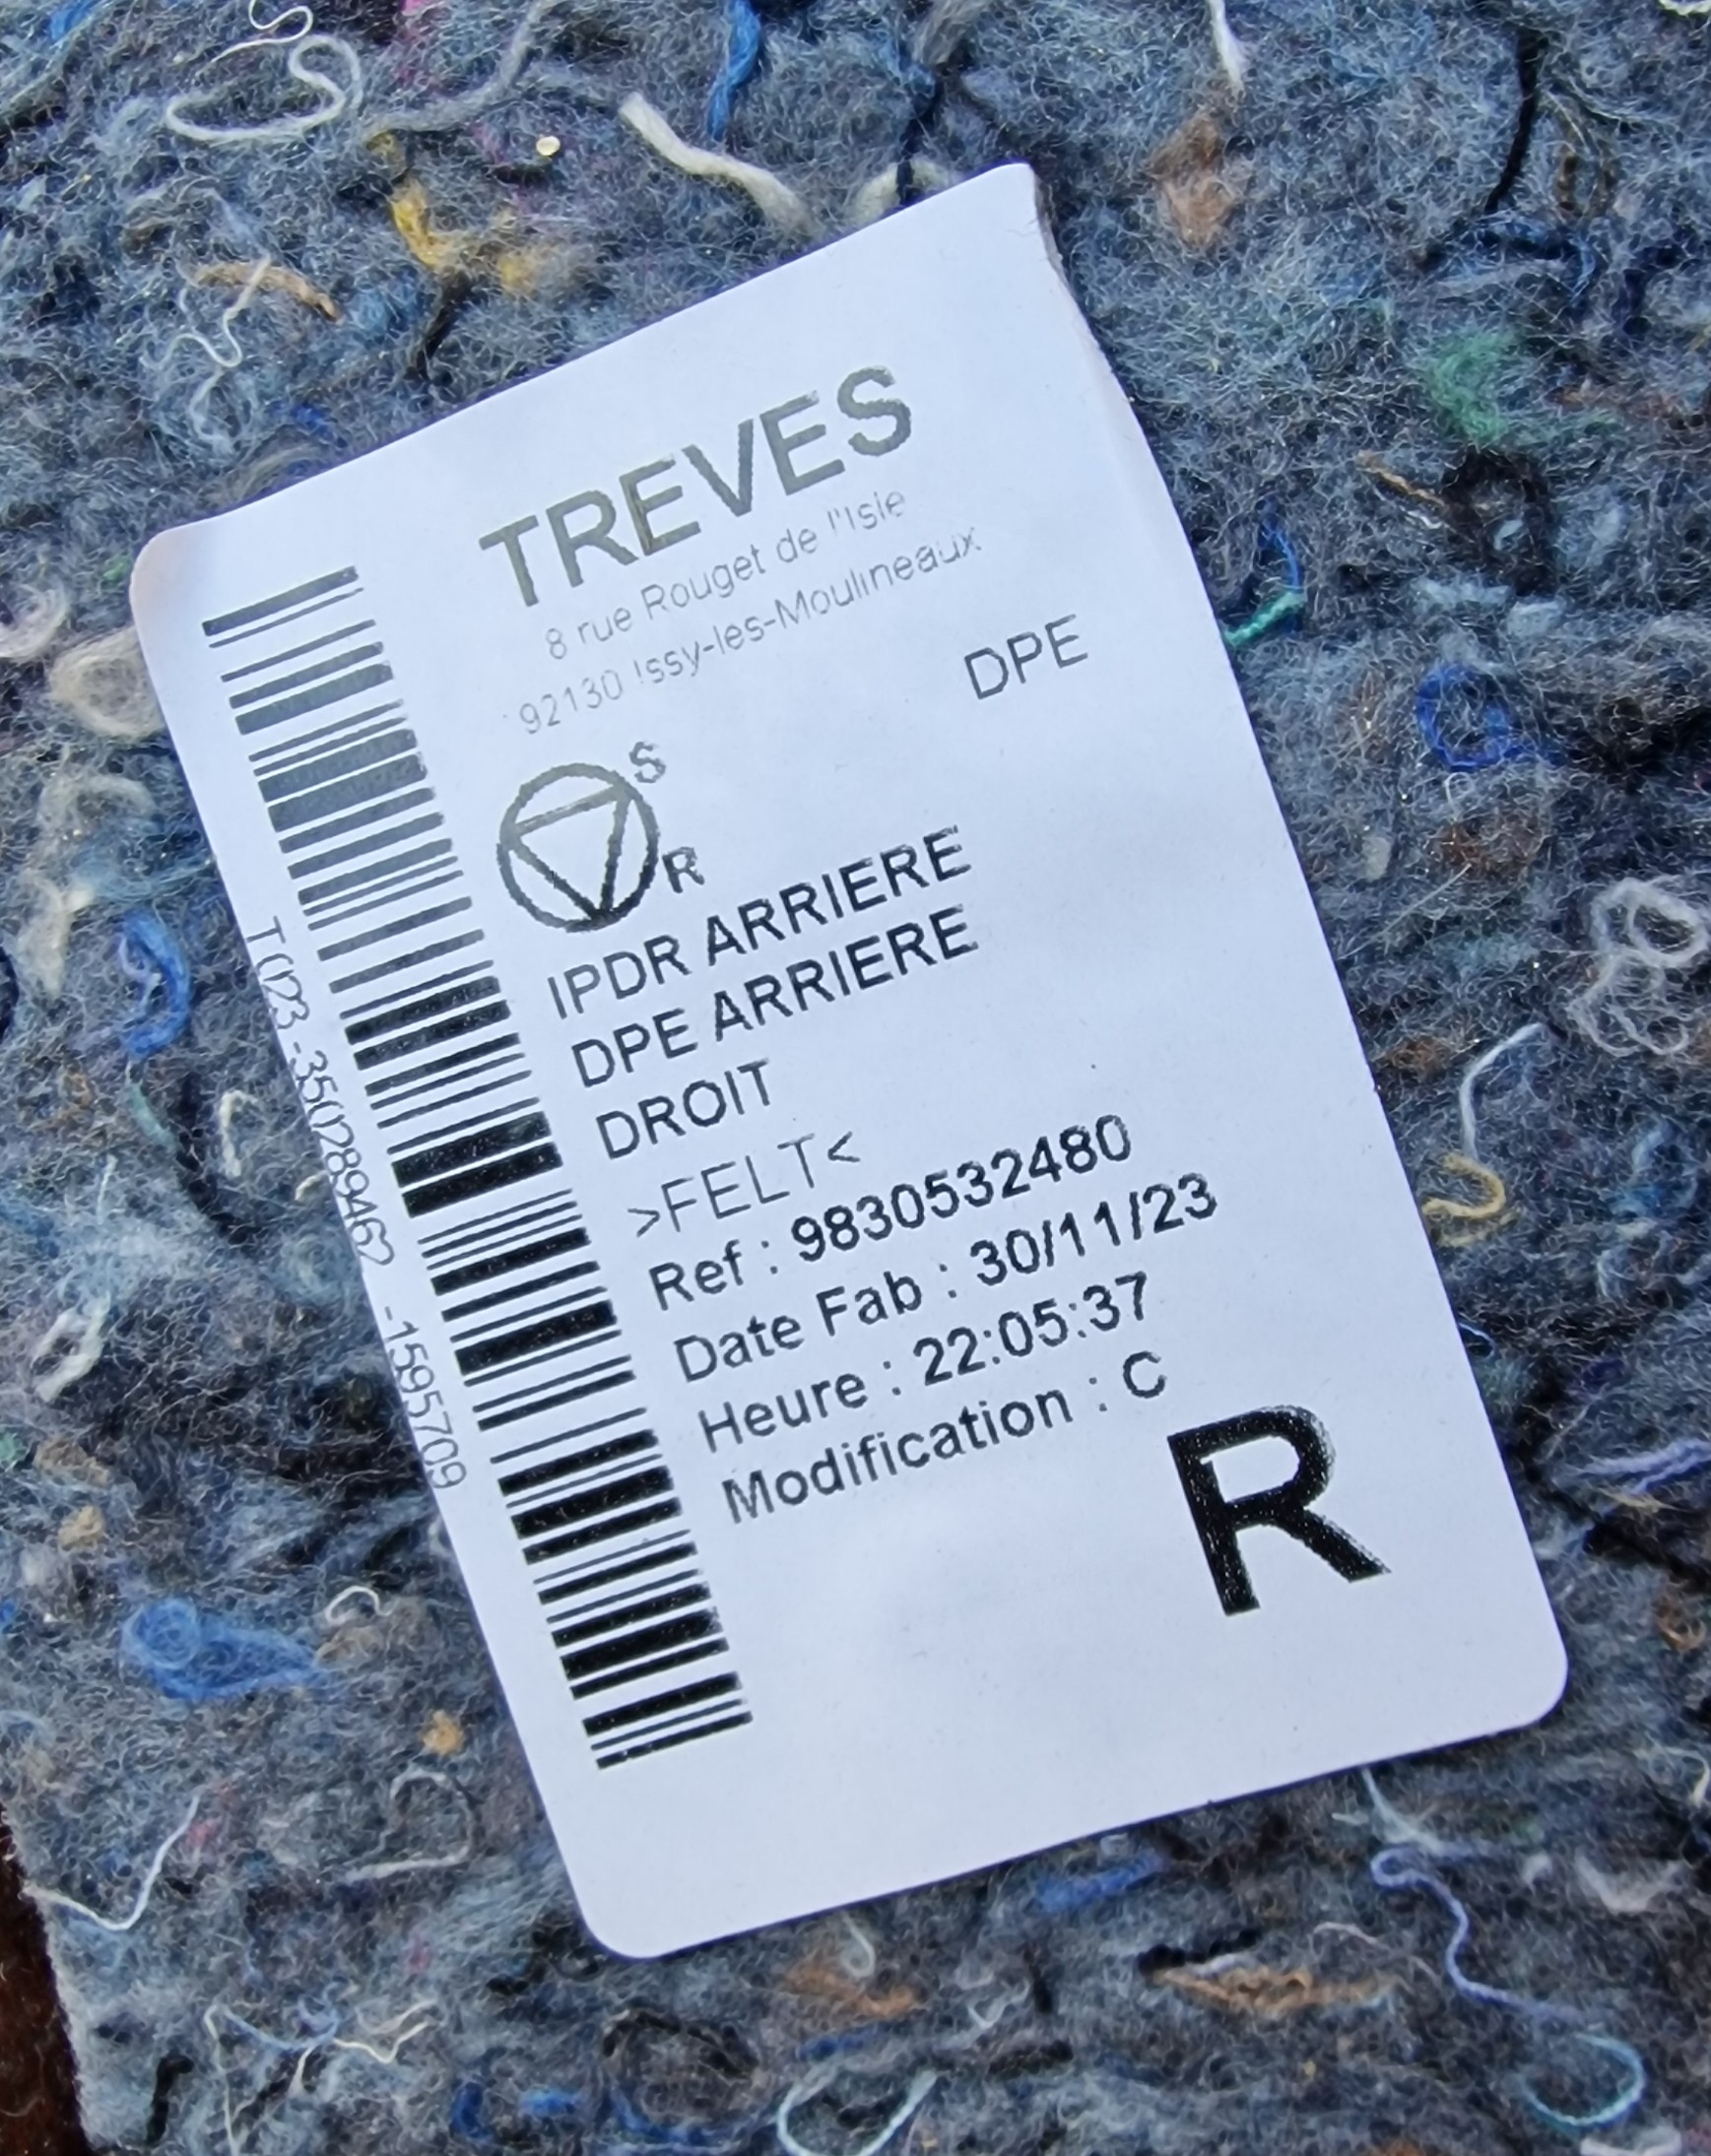 TREVES
8 rue Rouget de l'Isle
92130 Issy-les-Moulineaux
DPE
S
R
IPDR ARRIERE
DPE ARRIERE
DROIT
>FELT<
Ref : 9830532480
Date Fab : 30/11/23
Heure : 22:05:37
Modification : C
R
T023 -350289462 -1595709